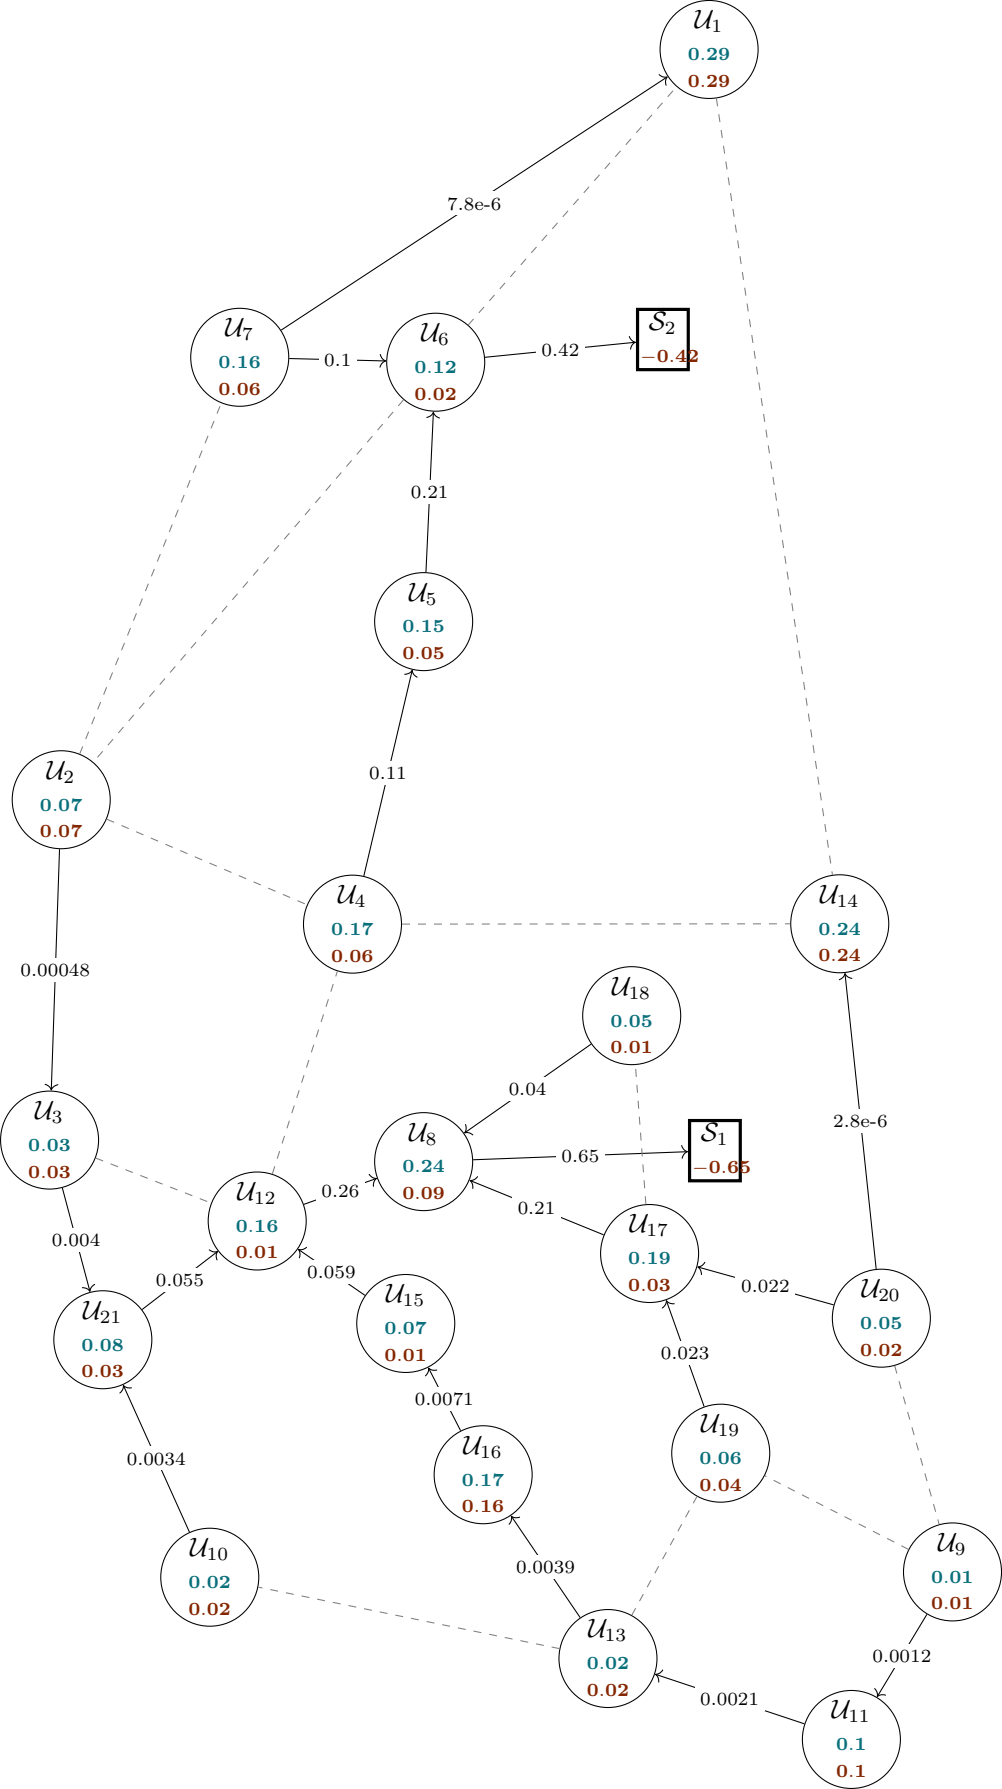 𝒰₁
0.29
0.29
7.8e-6
𝒰₇
0.16
0.06
0.1
𝒰₆
0.12
0.02
0.42
𝒮₂
−0.42
0.21
𝒰₅
0.15
0.05
0.11
𝒰₂
0.07
0.07
𝒰₄
0.17
0.06
𝒰₁₄
0.24
0.24
0.00048
𝒰₁₈
0.05
0.01
0.04
2.8e-6
𝒰₃
0.03
0.03
𝒰₈
0.24
0.09
0.65
𝒮₁
−0.65
𝒰₁₂
0.16
0.01
0.26
0.21
𝒰₁₇
0.19
0.03
0.004
0.055
0.059
0.022
𝒰₂₀
0.05
0.02
𝒰₂₁
0.08
0.03
𝒰₁₅
0.07
0.01
0.023
0.0071
𝒰₁₉
0.06
0.04
0.0034
𝒰₁₆
0.17
0.16
𝒰₁₀
0.02
0.02
0.0039
𝒰₉
0.01
0.01
𝒰₁₃
0.02
0.02
0.0012
0.0021
𝒰₁₁
0.1
0.1